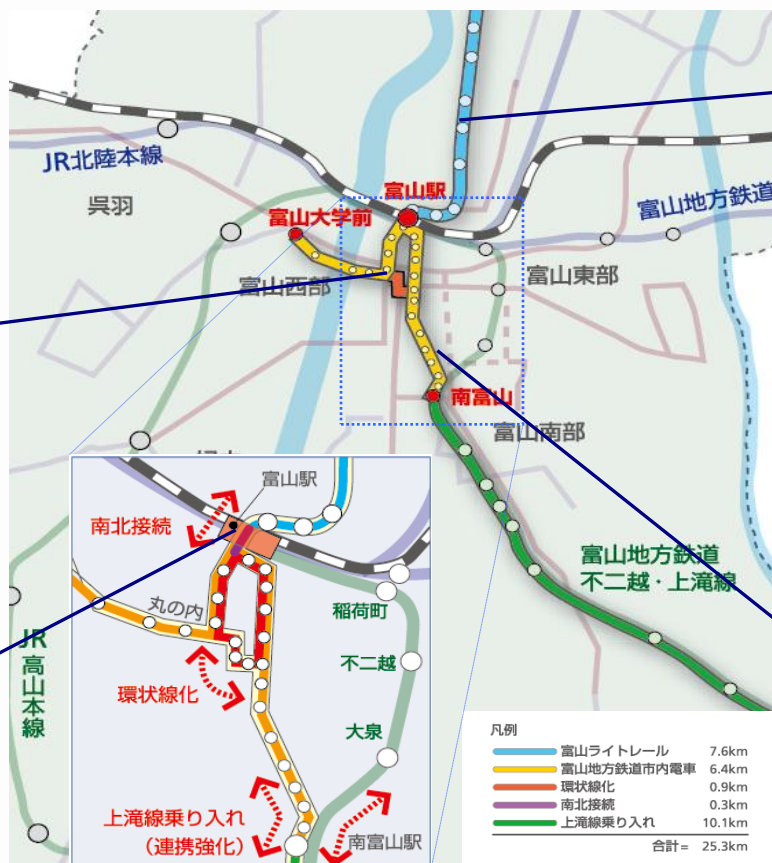 JR北陸本線
呉羽
富山駅
富山大学前
富山地方鉄道
富山西部
富山東部
南富山
富山南部
富山地方鉄道
不二越・上滝線
富山駅
南北接続
丸の内
稲荷町
不二越
環状線化
大泉
上滝線乗り入れ
(連携強化)
南富山駅
JR
高山本線
凡例
富山ライトレール 7.6km
富山地方鉄道市内電車 6.4km
環状線化 0.9km
南北接続 0.3km
上滝線乗り入れ 10.1km
合計= 25.3km